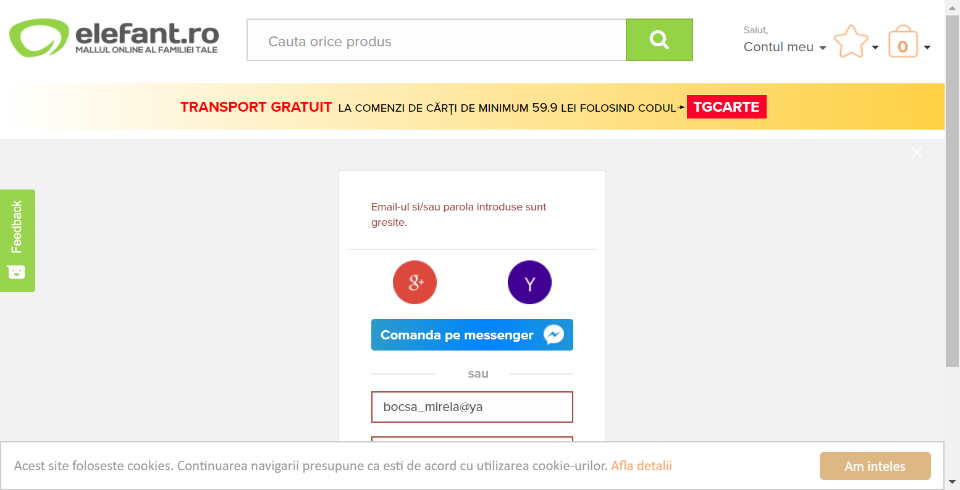 elefant.ro
MALLUL ONLINE AL FAMILIEI TALE
Cauta orice produs
Salut,
Contul meu
0
TRANSPORT GRATUIT LA COMENZI DE CĂRȚI DE MINIMUM 59.9 LEI FOLOSIND CODUL TGCARTE
Feedback
Email-ul si/sau parola introduse sunt
gresite.
g+
Y
Comanda pe messenger
sau
bocsa_mirela@ya
Acest site foloseste cookies. Continuarea navigarii presupune ca esti de acord cu utilizarea cookie-urilor. Afla detalii
Am inteles